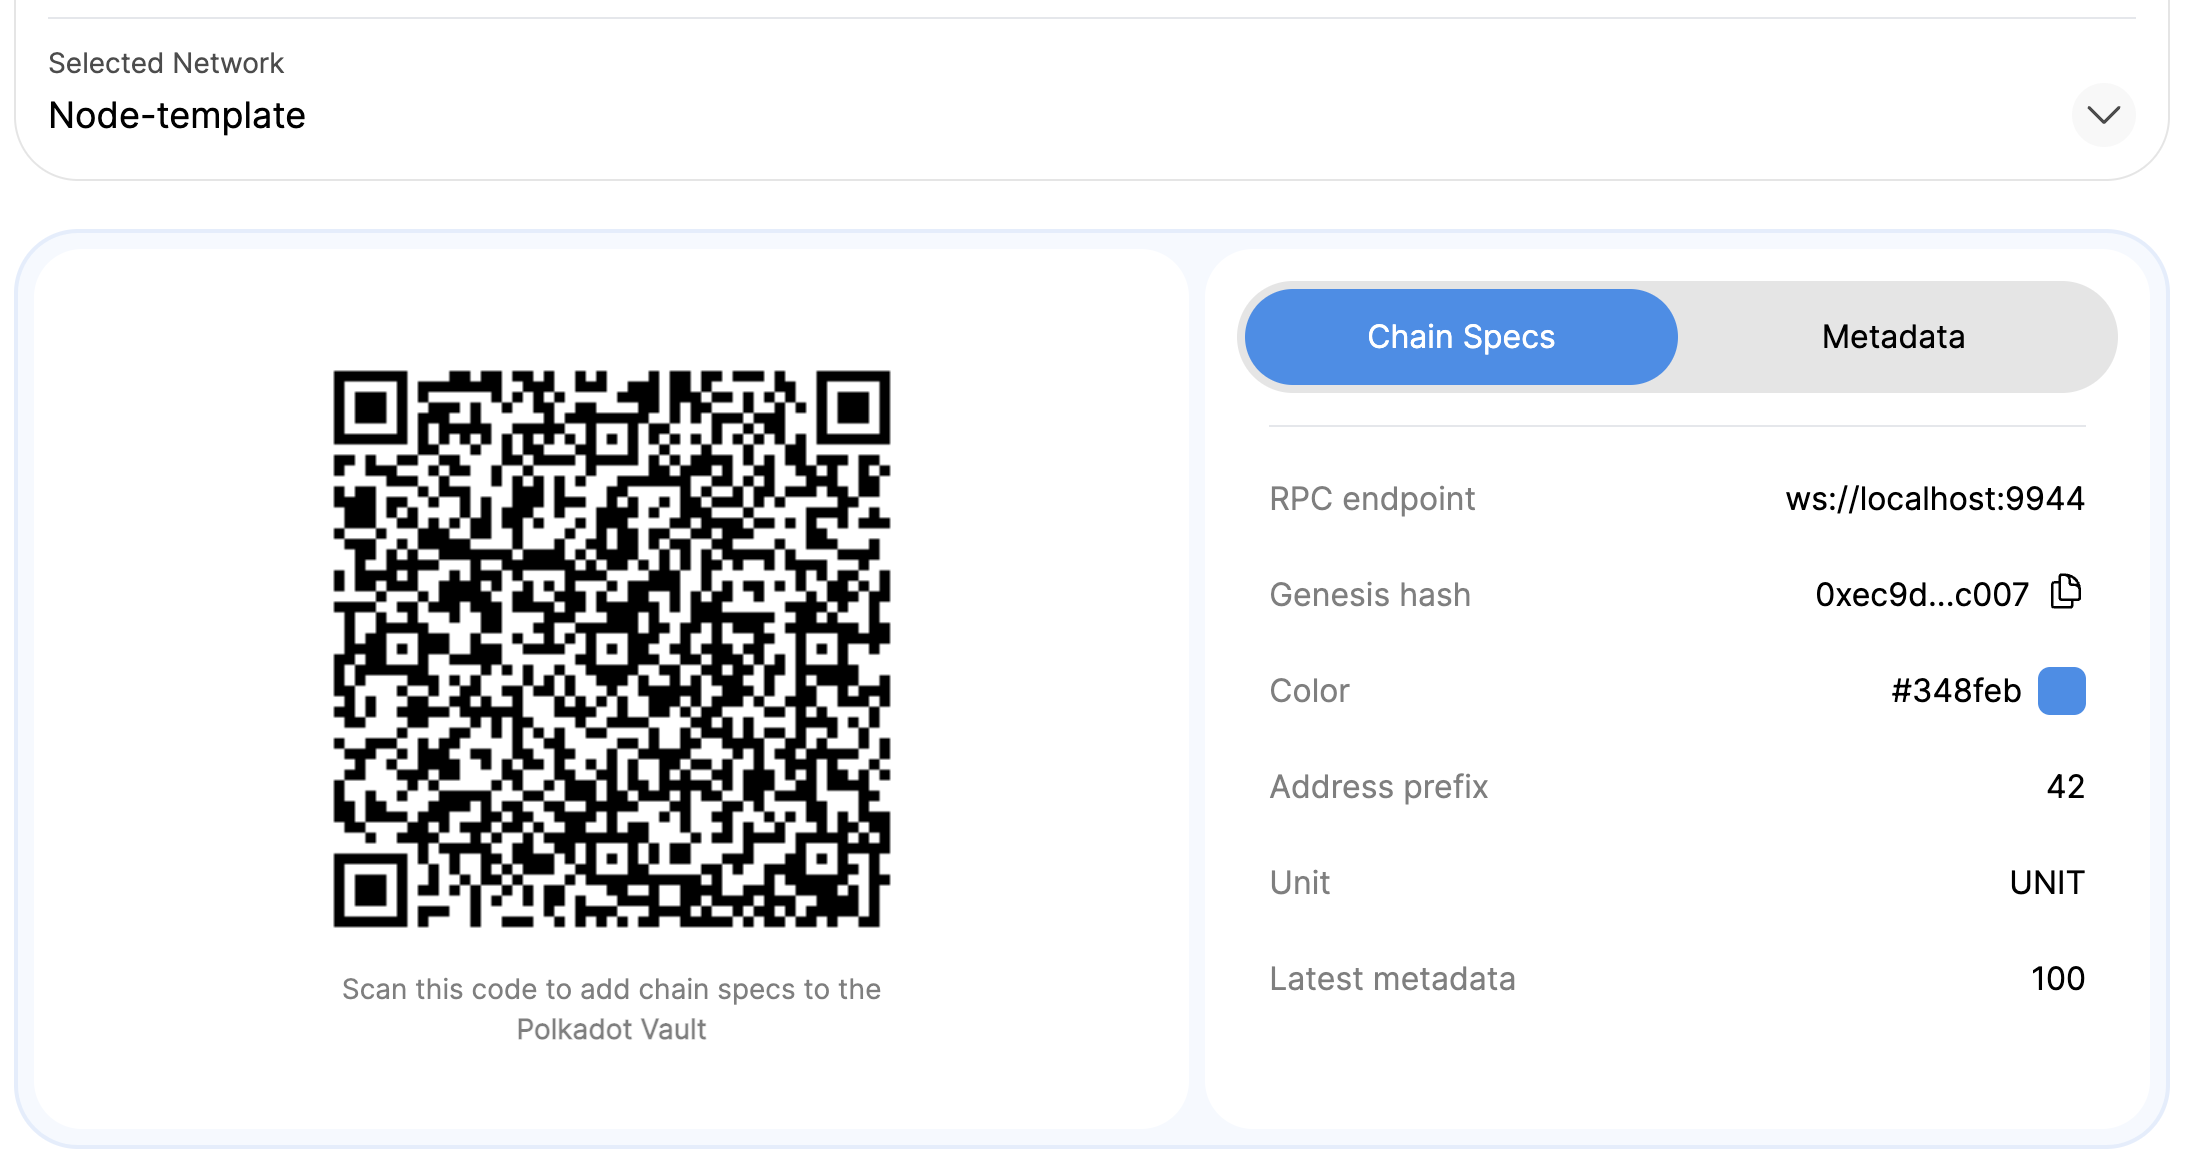 Selected Network
Node-template
Scan this code to add chain specs to the
Polkadot Vault
Chain Specs
Metadata
RPC endpoint ws://localhost:9944
Genesis hash 0xec9d...c007
Color #348feb
Address prefix 42
Unit UNIT
Latest metadata 100